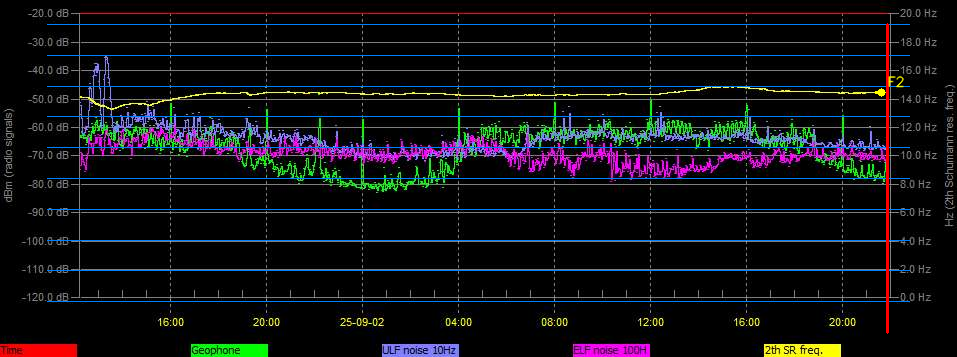 -20.0 dB 20.0 Hz
-30.0 dB 18.0 Hz
-40.0 dB 16.0 Hz
F2
-50.0 dB 14.0 Hz
-60.0 dB 12.0 Hz
-70.0 dB 10.0 Hz
-80.0 dB 8.0 Hz
-90.0 dB 6.0 Hz
-100.0 dB 4.0 Hz
-110.0 dB 2.0 Hz
-120.0 dB 0.0 Hz
dBm (radio signals)
Hz (2th Schumann res. freq.)
16:00 20:00 25-09-02 04:00 08:00 12:00 16:00 20:00
Time Geophone ULF noise 10Hz ELF noise 100H 2th SR freq.